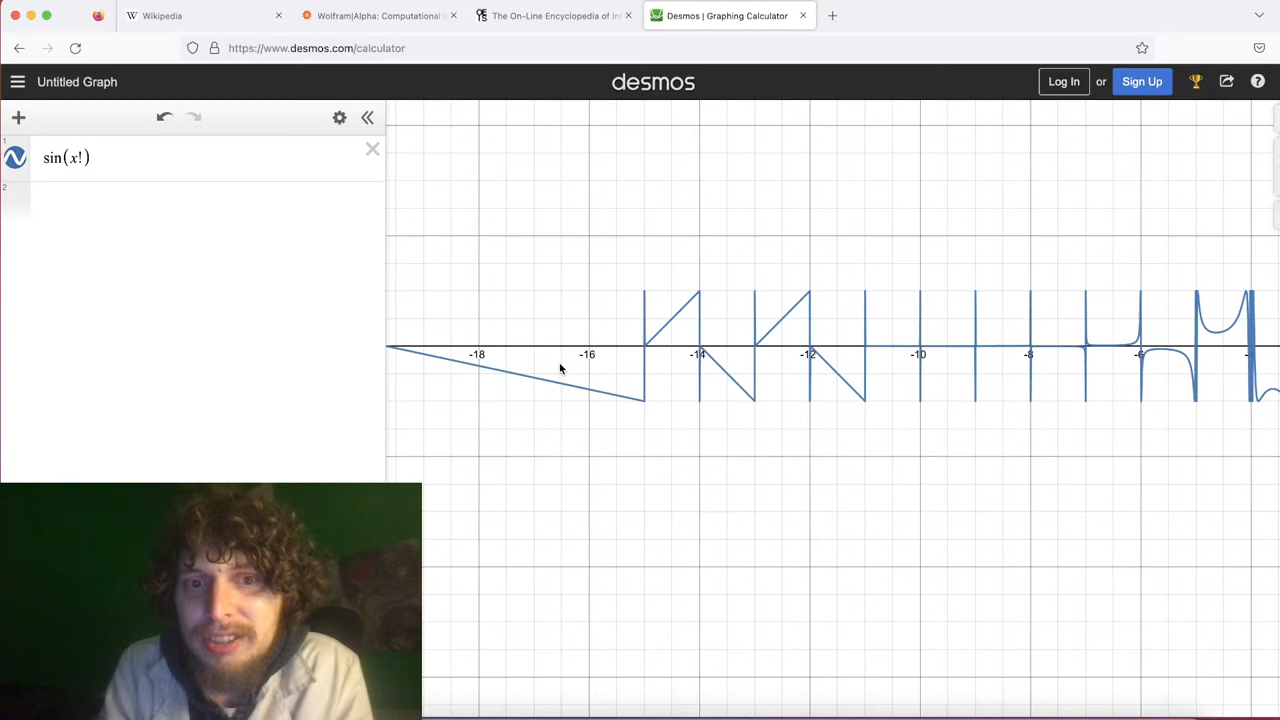 Wikipedia
Wolfram|Alpha: Computational
The On-Line Encyclopedia of In
Desmos | Graphing Calculator
https://www.desmos.com/calculator
Untitled Graph
desmos
Log In
or
Sign Up
1
sin(x!)
2
-18
-16
-14
-12
-10
-8
-6